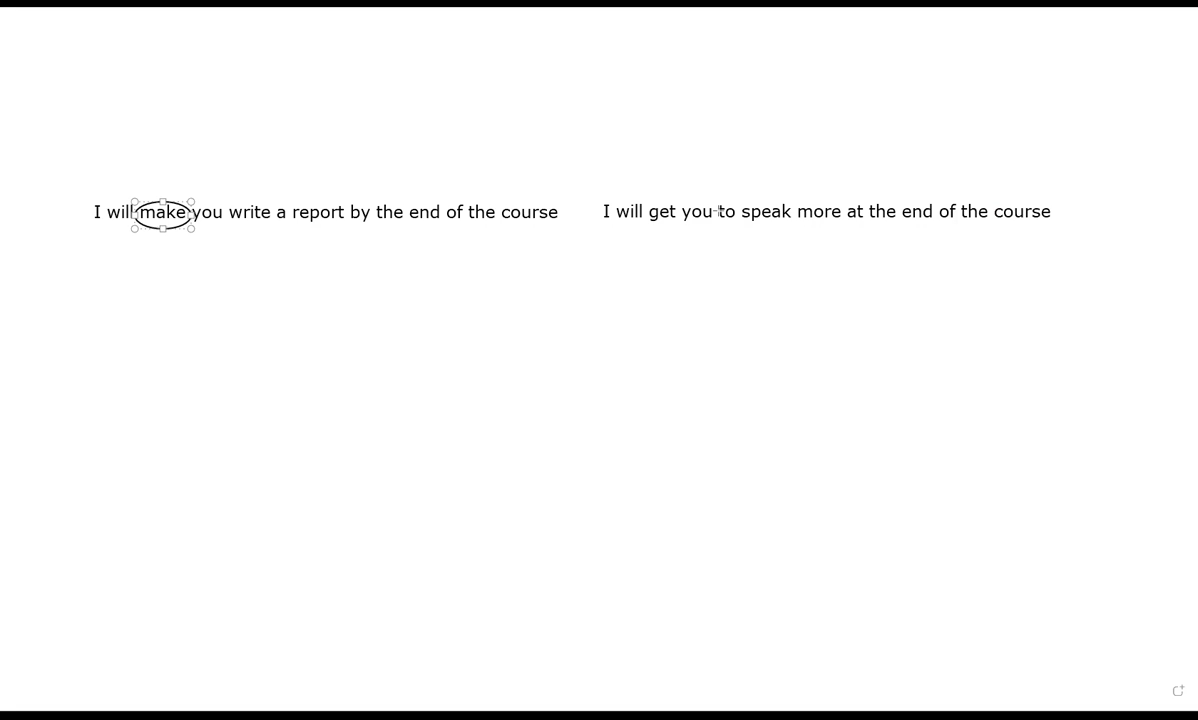 I will make you write a report by the end of the course
I will get you to speak more at the end of the course